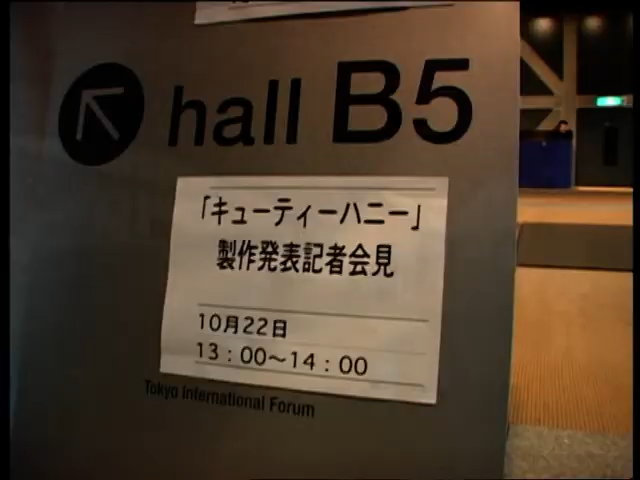 hall B5
「キューティーハニー」
製作発表記者会見
10月22日
13:00~14:00
Tokyo International Forum